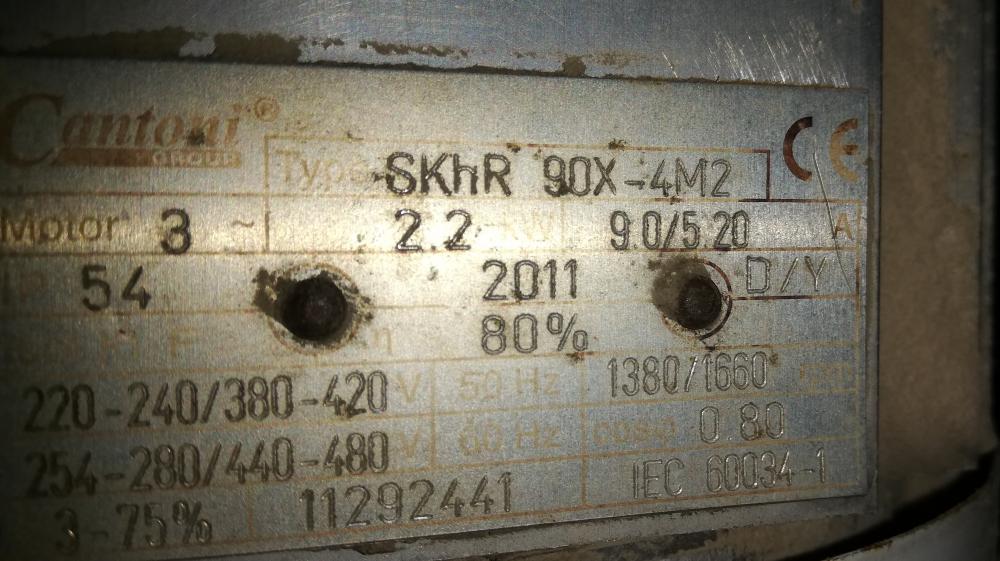 Cantoni®
GROUP
Type SKhR 90X-4M2 CE
Motor 3 ~ 2.2 kW 9.0/5.20 A
54 2011 D/Y
F 80%
220-240/380-420 V 50 Hz 1380/1660
254-280/440-480 V 60 Hz cosφ 0.80
3-75% 11292441 IEC 60034-1